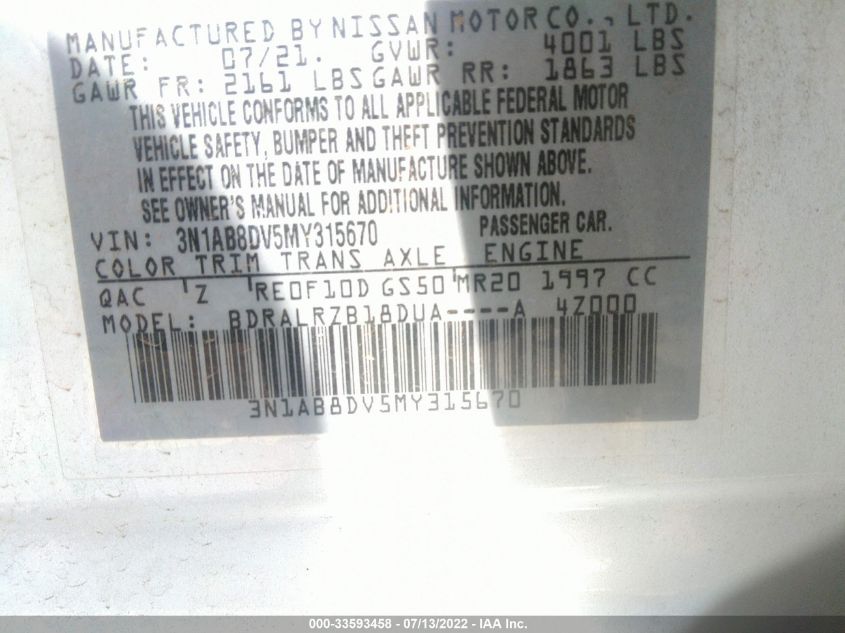 MANUFACTURED BY NISSAN MOTOR CO., LTD.
DATE: 07/21. GVWR: 4001 LBS
GAWR FR: 2161 LBS GAWR RR: 1863 LBS
THIS VEHICLE CONFORMS TO ALL APPLICABLE FEDERAL MOTOR
VEHICLE SAFETY, BUMPER AND THEFT PREVENTION STANDARDS
IN EFFECT ON THE DATE OF MANUFACTURE SHOWN ABOVE.
SEE OWNER'S MANUAL FOR ADDITIONAL INFORMATION.
VIN: 3N1AB8DV5MY315670 PASSENGER CAR.
COLOR TRIM TRANS AXLE ENGINE
QAC Z RE0F10D GS50 MR20 1997 CC
MODEL: BDRALRZB18DUA----A 4Z000
3N1AB8DV5MY315670
000-33593458 - 07/13/2022 - IAA Inc.